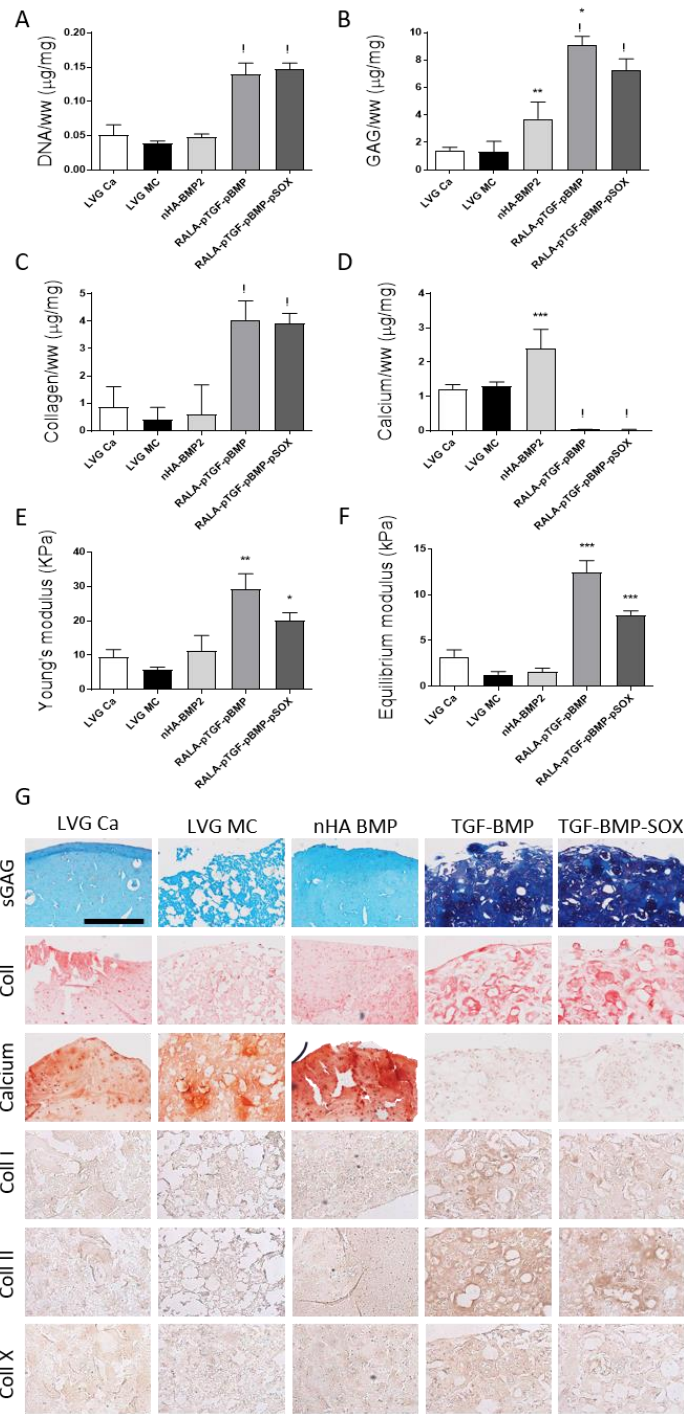 A
DNA/ww (µg/mg)
0.20
0.15
0.10
0.05
0.00
!
!
LVG Ca
LVG MC
nHA-BMP2
RALA-pTGF-pBMP
RALA-pTGF-pBMP-pSOX
B
GAG/ww (µg/mg)
10
8
6
4
2
0
**
*
!
!
LVG Ca
LVG MC
nHA-BMP2
RALA-pTGF-pBMP
RALA-pTGF-pBMP-pSOX
C
Collagen/ww (µg/mg)
5
4
3
2
1
0
!
!
LVG Ca
LVG MC
nHA-BMP2
RALA-pTGF-pBMP
RALA-pTGF-pBMP-pSOX
D
Calcium/ww (µg/mg)
4
3
2
1
0
***
!
!
LVG Ca
LVG MC
nHA-BMP2
RALA-pTGF-pBMP
RALA-pTGF-pBMP-pSOX
E
Young's modulus (KPa)
40
30
20
10
0
**
*
LVG Ca
LVG MC
nHA-BMP2
RALA-pTGF-pBMP
RALA-pTGF-pBMP-pSOX
F
Equilibrium modulus (kPa)
15
10
5
0
***
***
LVG Ca
LVG MC
nHA-BMP2
RALA-pTGF-pBMP
RALA-pTGF-pBMP-pSOX
G
LVG Ca
LVG MC
nHA BMP
TGF-BMP
TGF-BMP-SOX
sGAG
Coll
Calcium
Coll I
Coll II
Coll X